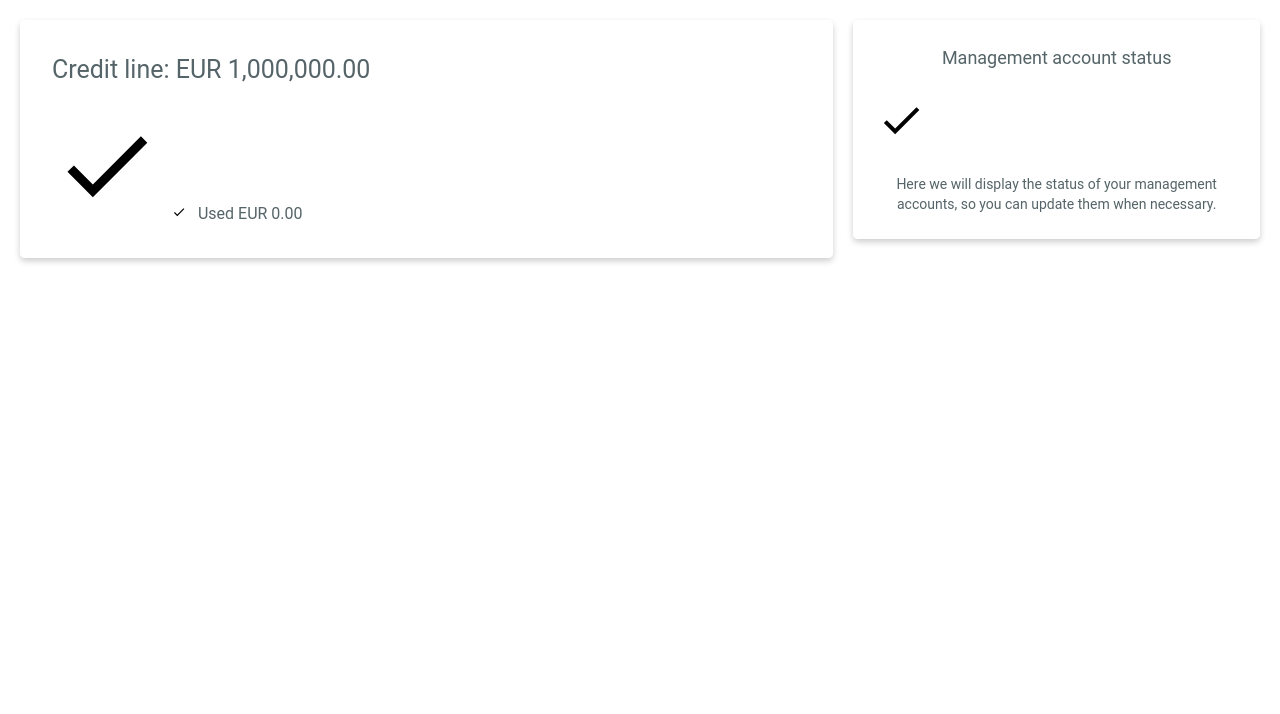 Credit line: EUR 1,000,000.00
Used EUR 0.00
Management account status
Here we will display the status of your management
accounts, so you can update them when necessary.